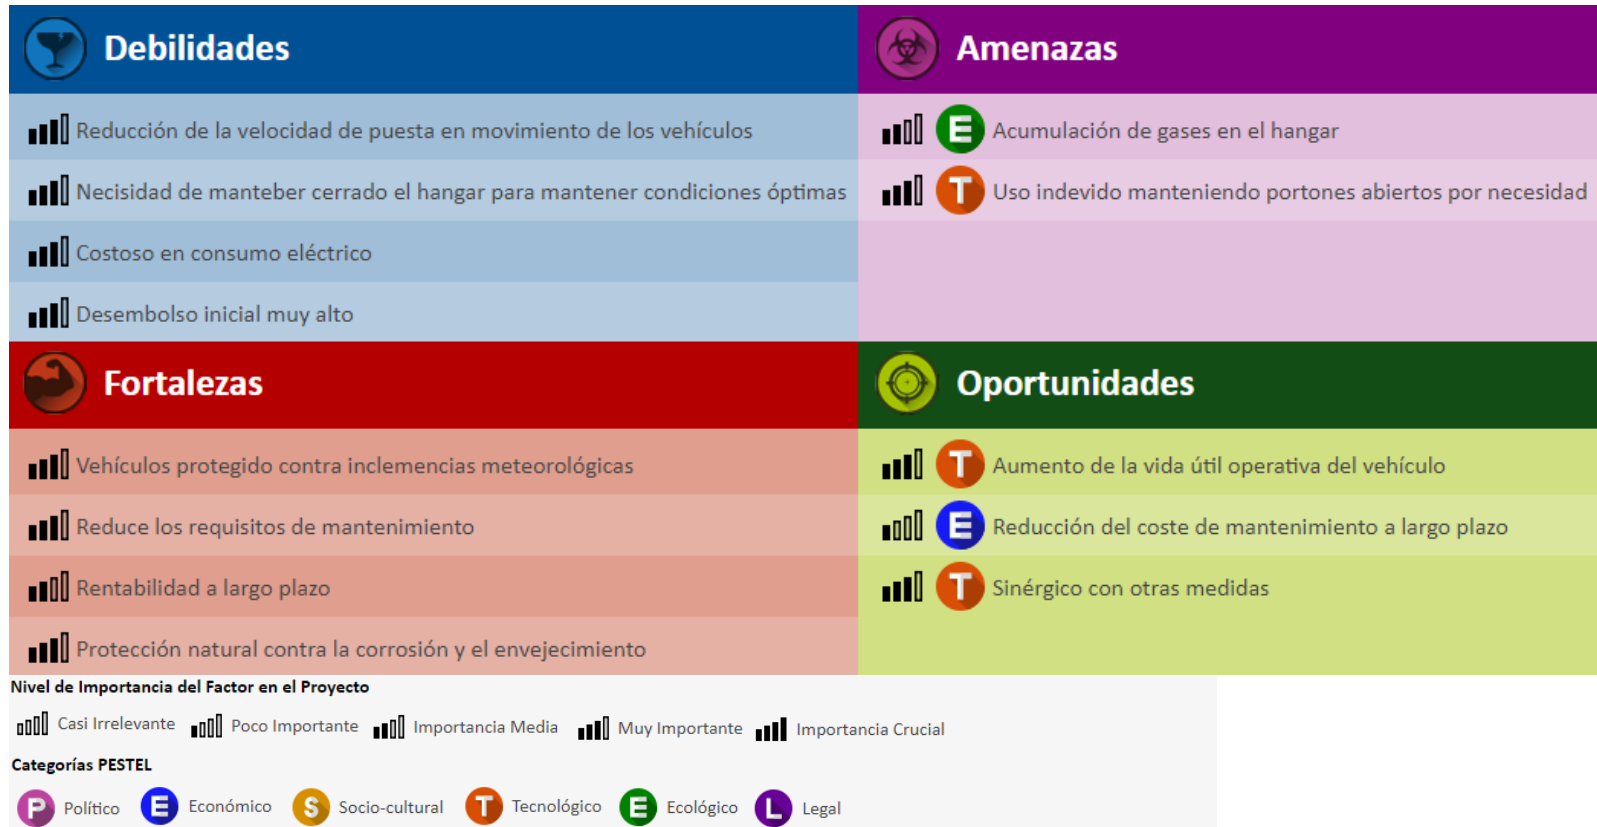 Debilidades
Reducción de la velocidad de puesta en movimiento de los vehículos
Necisidad de manteber cerrado el hangar para mantener condiciones óptimas
Costoso en consumo eléctrico
Desembolso inicial muy alto
Amenazas
E Acumulación de gases en el hangar
T Uso indevido manteniendo portones abiertos por necesidad
Fortalezas
Vehículos protegido contra inclemencias meteorológicas
Reduce los requisitos de mantenimiento
Rentabilidad a largo plazo
Protección natural contra la corrosión y el envejecimiento
Oportunidades
T Aumento de la vida útil operativa del vehículo
E Reducción del coste de mantenimiento a largo plazo
T Sinérgico con otras medidas
Nivel de Importancia del Factor en el Proyecto
Casi Irrelevante Poco Importante Importancia Media Muy Importante Importancia Crucial
Categorías PESTEL
P Político E Económico S Socio-cultural T Tecnológico E Ecológico L Legal